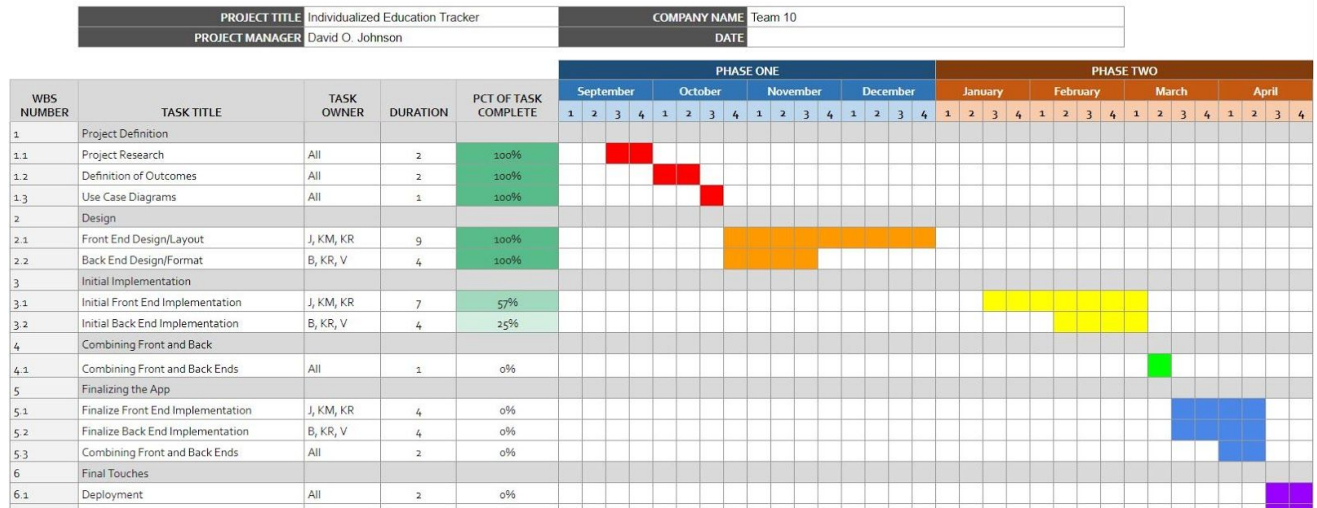 PROJECT TITLE Individualized Education Tracker COMPANY NAME Team 10
PROJECT MANAGER David O. Johnson DATE
PHASE ONE PHASE TWO
WBS NUMBER TASK TITLE TASK OWNER DURATION PCT OF TASK COMPLETE September October November December January February March April
1 2 3 4 1 2 3 4 1 2 3 4 1 2 3 4 1 2 3 4 1 2 3 4 1 2 3 4 1 2 3 4
1 Project Definition
1.1 Project Research All 2 100%
1.2 Definition of Outcomes All 2 100%
1.3 Use Case Diagrams All 1 100%
2 Design
2.1 Front End Design/Layout J, KM, KR 9 100%
2.2 Back End Design/Format B, KR, V 4 100%
3 Initial Implementation
3.1 Initial Front End Implementation J, KM, KR 7 57%
3.2 Initial Back End Implementation B, KR, V 4 25%
4 Combining Front and Back
4.1 Combining Front and Back Ends All 1 0%
5 Finalizing the App
5.1 Finalize Front End Implementation J, KM, KR 4 0%
5.2 Finalize Back End Implementation B, KR, V 4 0%
5.3 Combining Front and Back Ends All 2 0%
6 Final Touches
6.1 Deployment All 2 0%